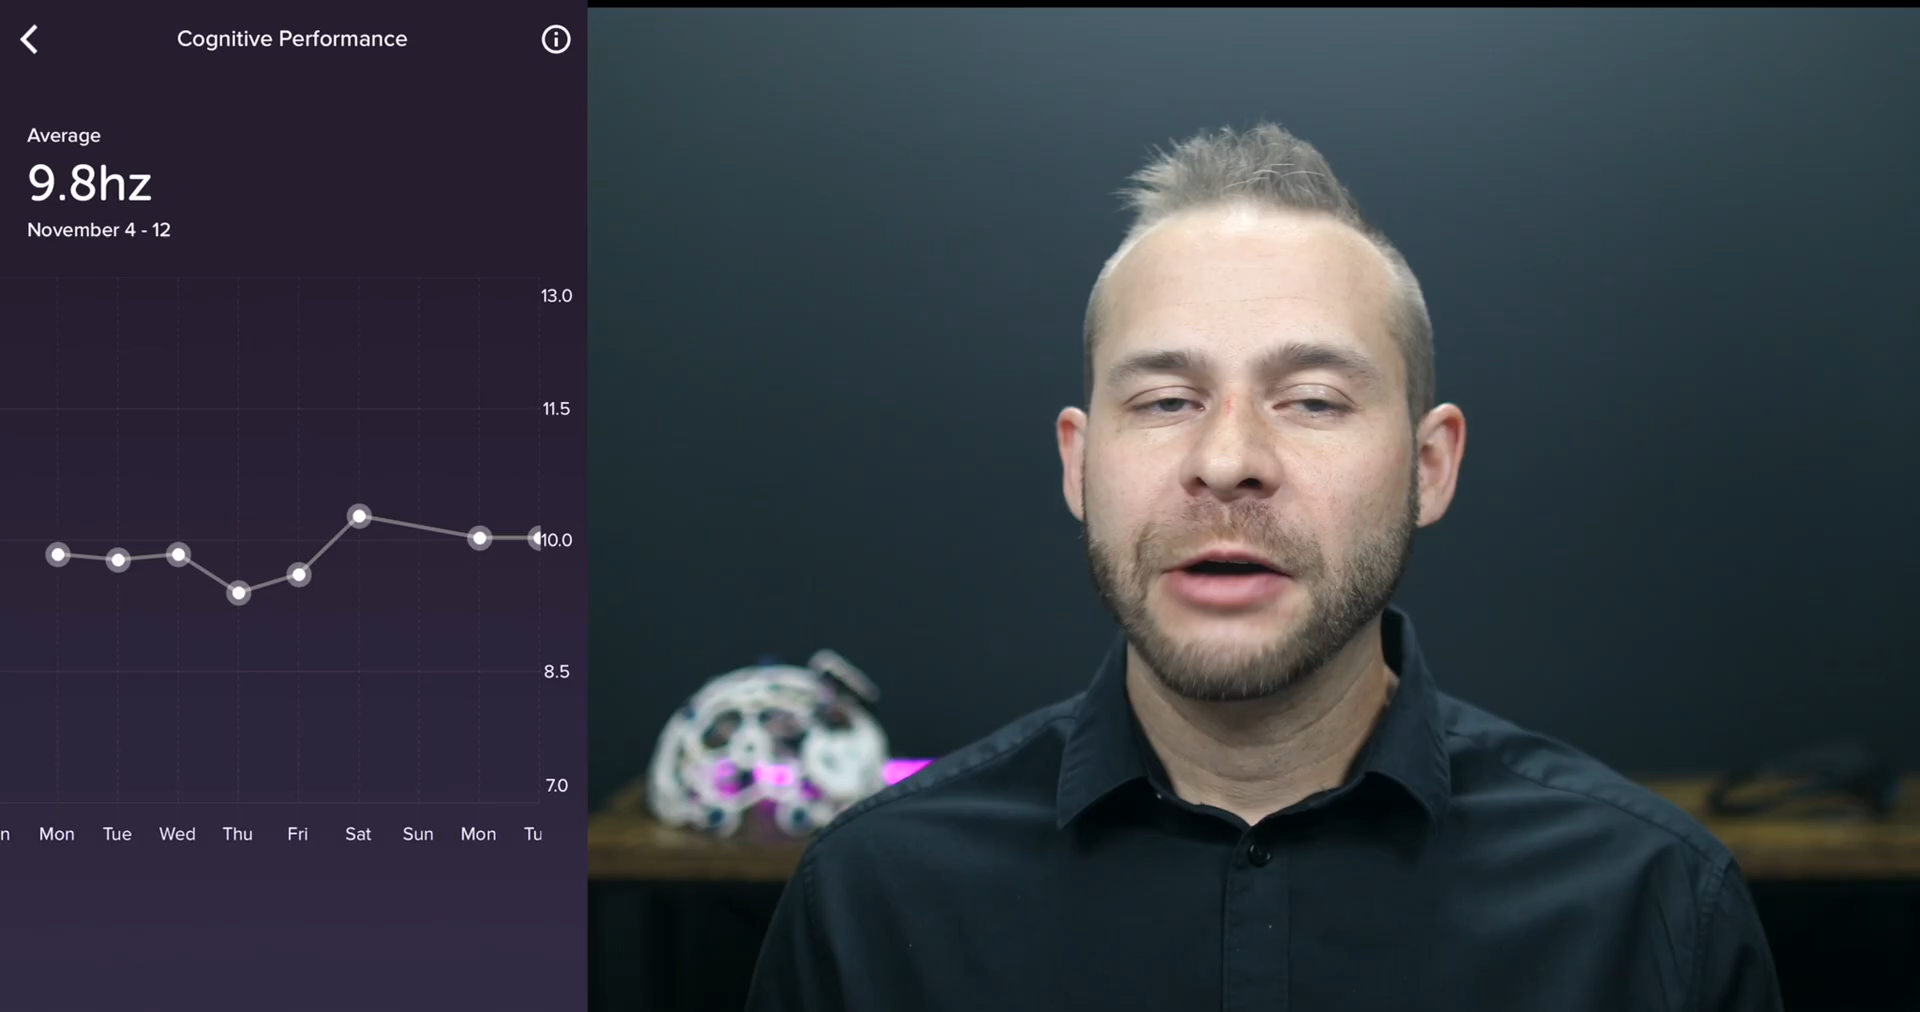 Cognitive Performance
Average
9.8hz
November 4 - 12
13.0
11.5
10.0
8.5
7.0
n Mon Tue Wed Thu Fri Sat Sun Mon Tu